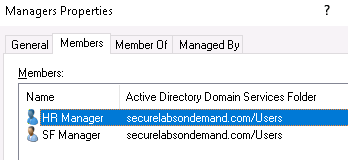 Managers Properties ?
General Members Member Of Managed By
Members:
Name Active Directory Domain Services Folder
HR Manager securelabsondemand.com/Users
SF Manager securelabsondemand.com/Users